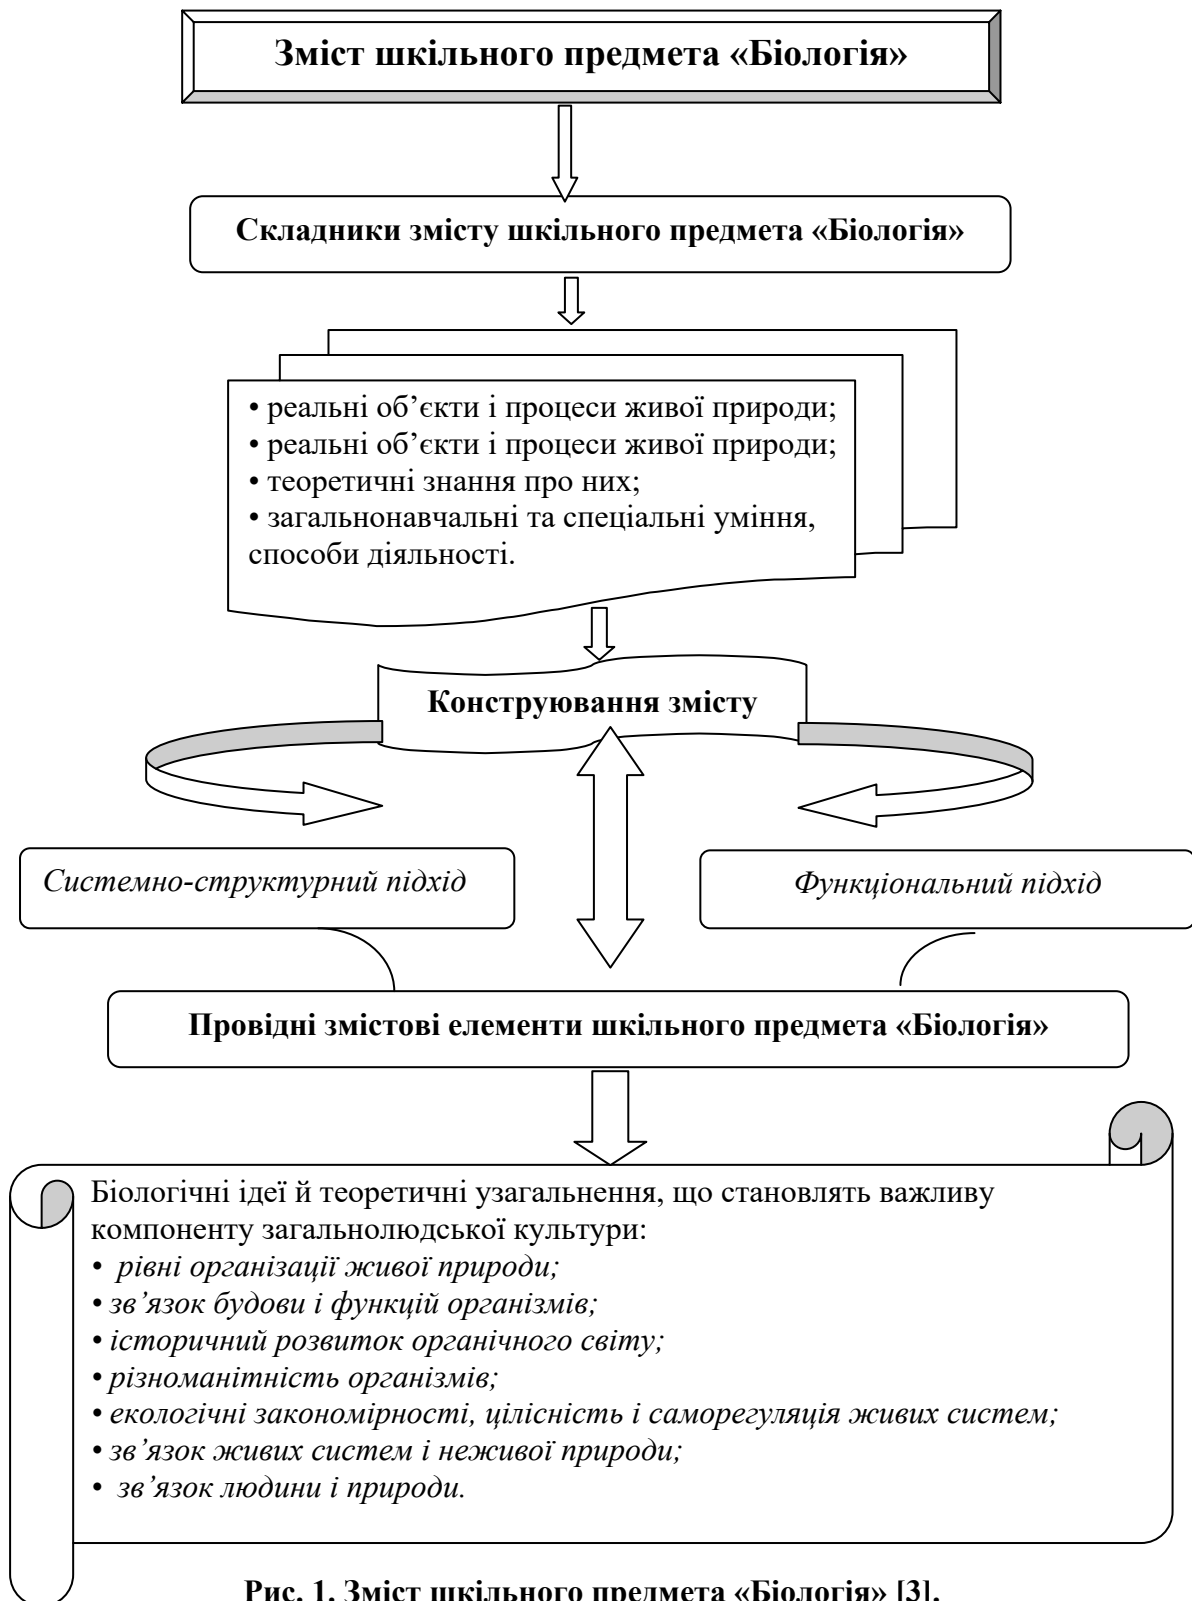 Зміст шкільного предмета «Біологія»
Складники змісту шкільного предмета «Біологія»
• реальні об’єкти і процеси живої природи;
• реальні об’єкти і процеси живої природи;
• теоретичні знання про них;
• загальнонавчальні та спеціальні уміння,
способи діяльності.
Конструювання змісту
Системно-структурний підхід
Функціональний підхід
Провідні змістові елементи шкільного предмета «Біологія»
Біологічні ідеї й теоретичні узагальнення, що становлять важливу
компоненту загальнолюдської культури:
• рівні організації живої природи;
• зв’язок будови і функцій організмів;
• історичний розвиток органічного світу;
• різноманітність організмів;
• екологічні закономірності, цілісність і саморегуляція живих систем;
• зв’язок живих систем і неживої природи;
• зв’язок людини і природи.
Рис. 1. Зміст шкільного предмета «Біологія» [3].